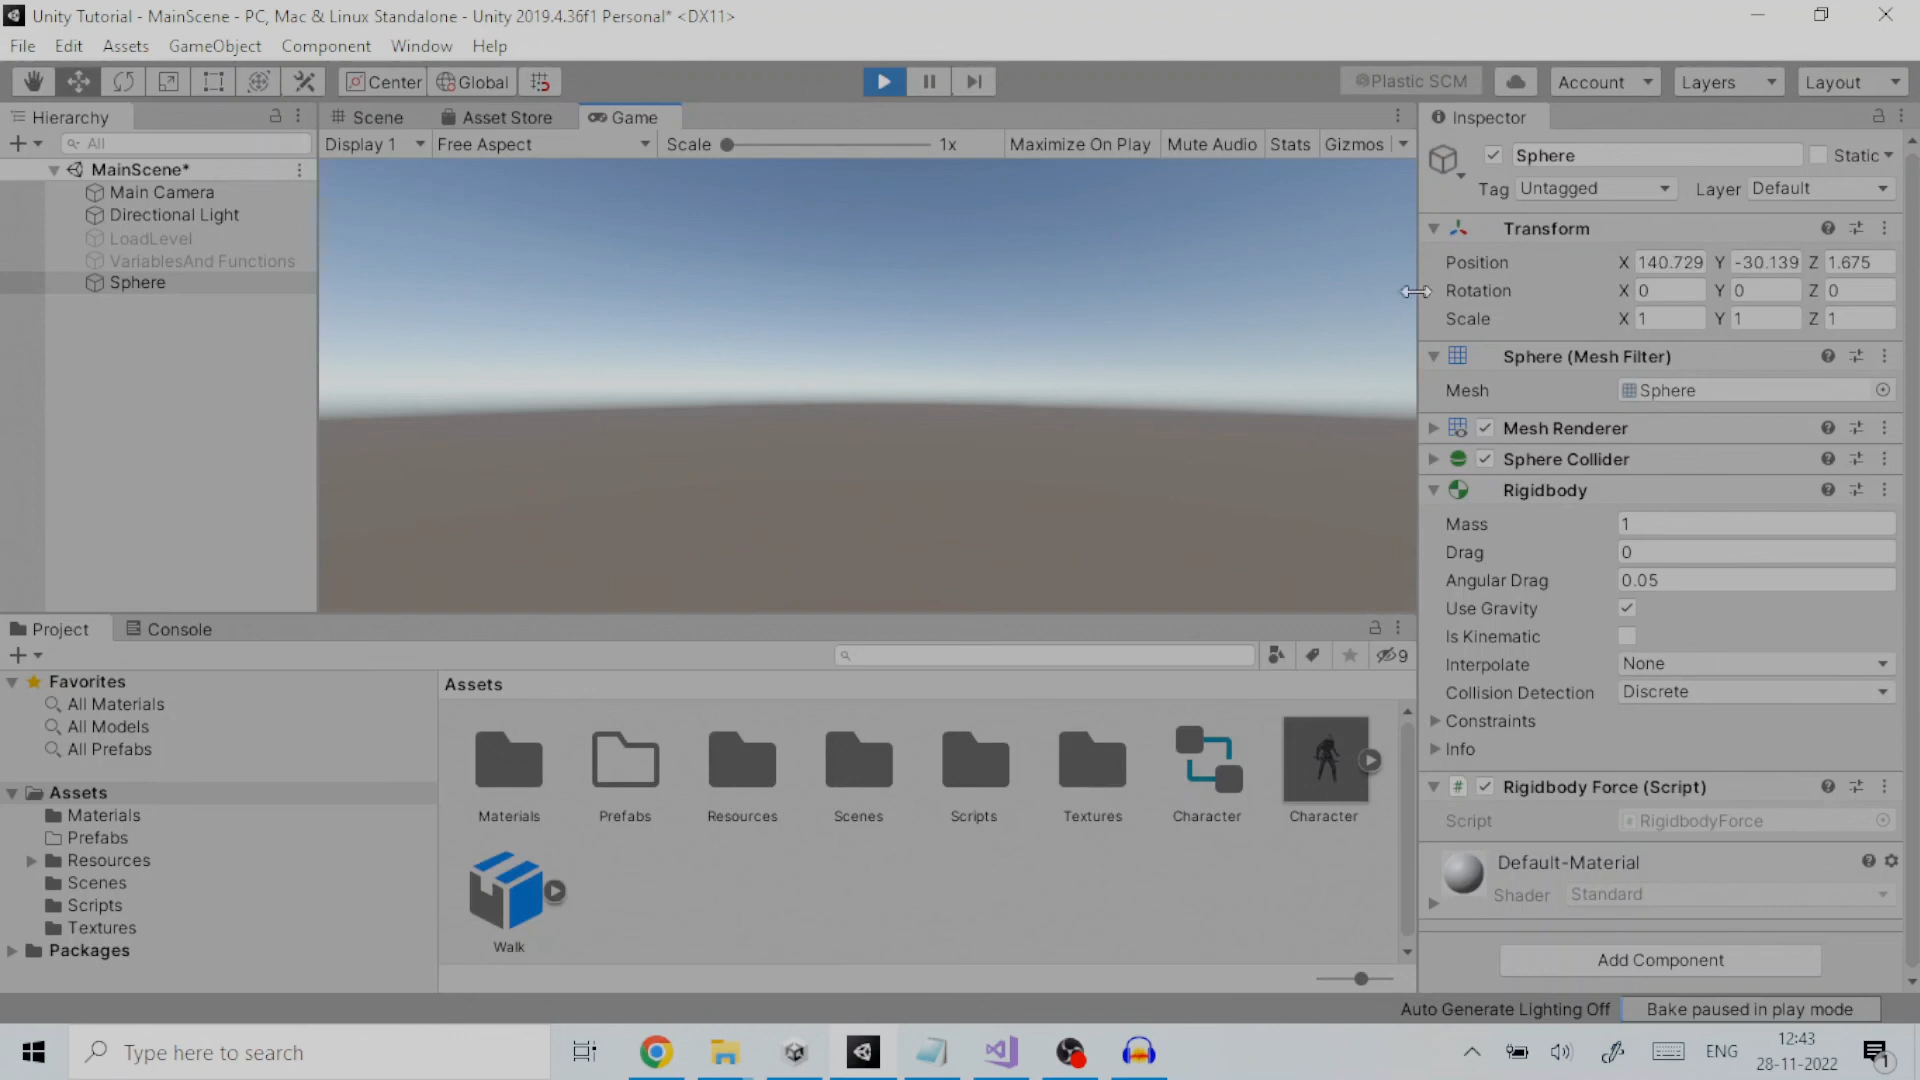 Unity Tutorial - MainScene - PC, Mac & Linux Standalone - Unity 2019.4.36f1 Personal* <DX11>
File Edit Assets GameObject Component Window Help
Center Global Plastic SCM Account Layers Layout
Hierarchy
All
MainScene*
Main Camera
Directional Light
LoadLevel
VariablesAnd Functions
Sphere
Scene Asset Store Game
Display 1 Free Aspect Scale 1x Maximize On Play Mute Audio Stats Gizmos
Inspector
Sphere Static
Tag Untagged Layer Default
Transform
Position X 140.729 Y -30.139 Z 1.675
Rotation X 0 Y 0 Z 0
Scale X 1 Y 1 Z 1
Sphere (Mesh Filter)
Mesh Sphere
Mesh Renderer
Sphere Collider
Rigidbody
Mass 1
Drag 0
Angular Drag 0.05
Use Gravity
Is Kinematic
Interpolate None
Collision Detection Discrete
Constraints
Info
Rigidbody Force (Script)
Script # RigidbodyForce
Default-Material
Shader Standard
Add Component
Project Console
9
Favorites
All Materials
All Models
All Prefabs
Assets
Materials
Prefabs
Resources
Scenes
Scripts
Textures
Packages
Assets
Materials Prefabs Resources Scenes Scripts Textures Character Character
Walk
Auto Generate Lighting Off Bake paused in play mode
Type here to search
ENG
12:43
28-11-2022
1